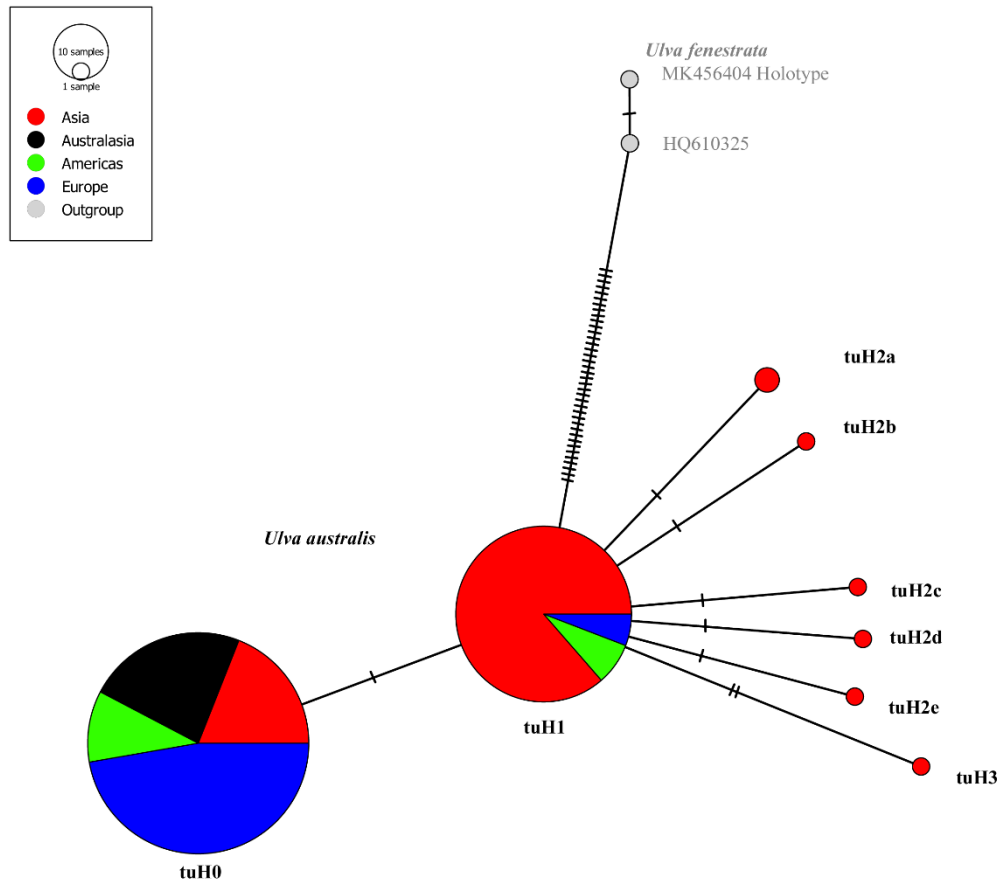 10 samples
1 sample
Asia
Australasia
Americas
Europe
Outgroup
Ulva fenestrata
MK456404 Holotype
HQ610325
tuH2a
tuH2b
Ulva australis
tuH2c
tuH2d
tuH2e
tuH1
tuH3
tuH0